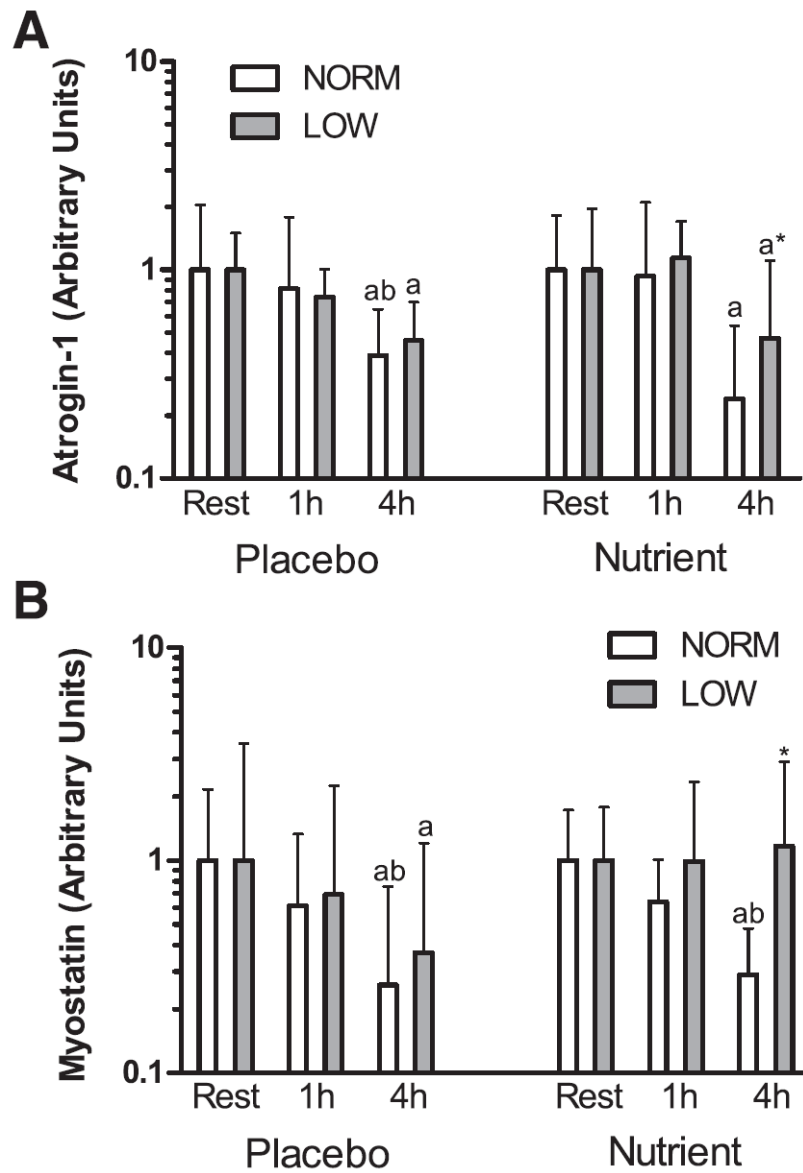 A
Atrogin-1 (Arbitrary Units)
10
1
0.1
NORM
LOW
ab
a
a
a*
Rest 1h 4h Rest 1h 4h
Placebo Nutrient
B
Myostatin (Arbitrary Units)
10
1
0.1
NORM
LOW
ab
a
ab
*
Rest 1h 4h Rest 1h 4h
Placebo Nutrient